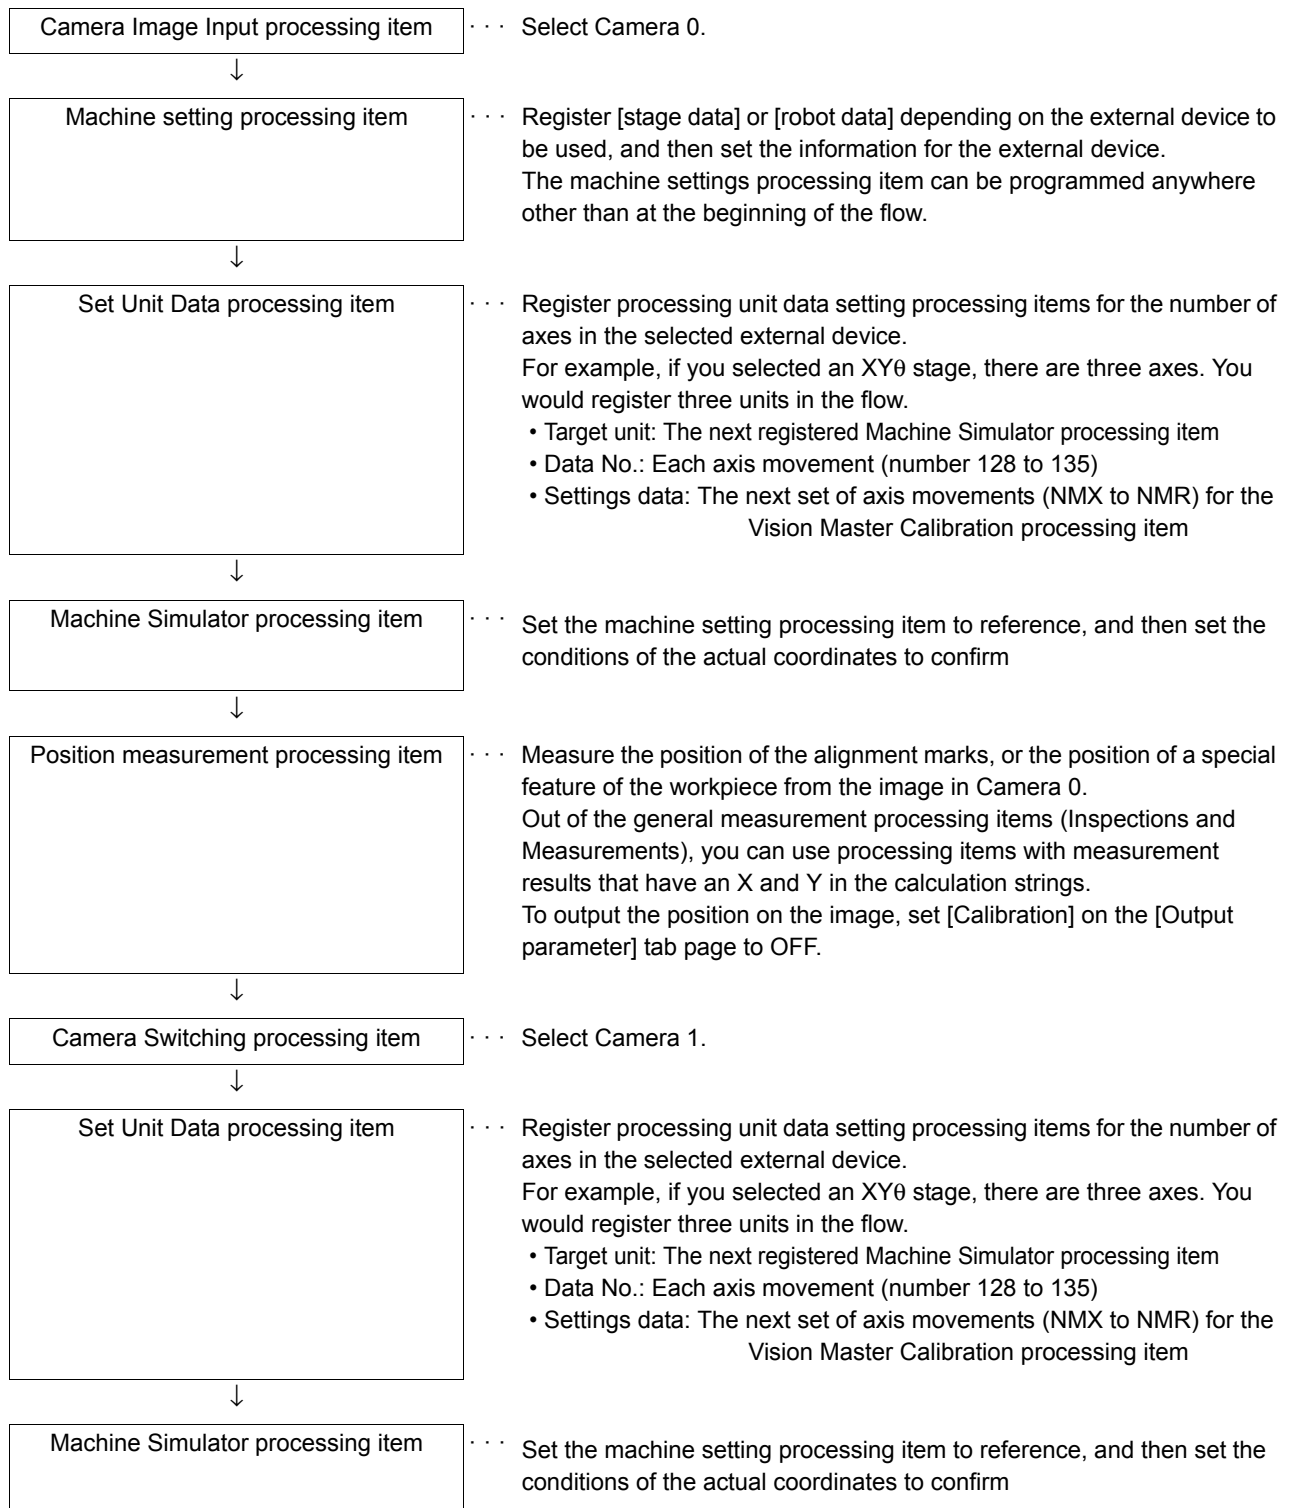 Camera Image Input processing item · · · Select Camera 0.
↓
Machine setting processing item · · · Register [stage data] or [robot data] depending on the external device to
be used, and then set the information for the external device.
The machine settings processing item can be programmed anywhere
other than at the beginning of the flow.
↓
Set Unit Data processing item · · · Register processing unit data setting processing items for the number of
axes in the selected external device.
For example, if you selected an XYθ stage, there are three axes. You
would register three units in the flow.
• Target unit: The next registered Machine Simulator processing item
• Data No.: Each axis movement (number 128 to 135)
• Settings data: The next set of axis movements (NMX to NMR) for the
Vision Master Calibration processing item
↓
Machine Simulator processing item · · · Set the machine setting processing item to reference, and then set the
conditions of the actual coordinates to confirm
↓
Position measurement processing item · · · Measure the position of the alignment marks, or the position of a special
feature of the workpiece from the image in Camera 0.
Out of the general measurement processing items (Inspections and
Measurements), you can use processing items with measurement
results that have an X and Y in the calculation strings.
To output the position on the image, set [Calibration] on the [Output
parameter] tab page to OFF.
↓
Camera Switching processing item · · · Select Camera 1.
↓
Set Unit Data processing item · · · Register processing unit data setting processing items for the number of
axes in the selected external device.
For example, if you selected an XYθ stage, there are three axes. You
would register three units in the flow.
• Target unit: The next registered Machine Simulator processing item
• Data No.: Each axis movement (number 128 to 135)
• Settings data: The next set of axis movements (NMX to NMR) for the
Vision Master Calibration processing item
↓
Machine Simulator processing item · · · Set the machine setting processing item to reference, and then set the
conditions of the actual coordinates to confirm